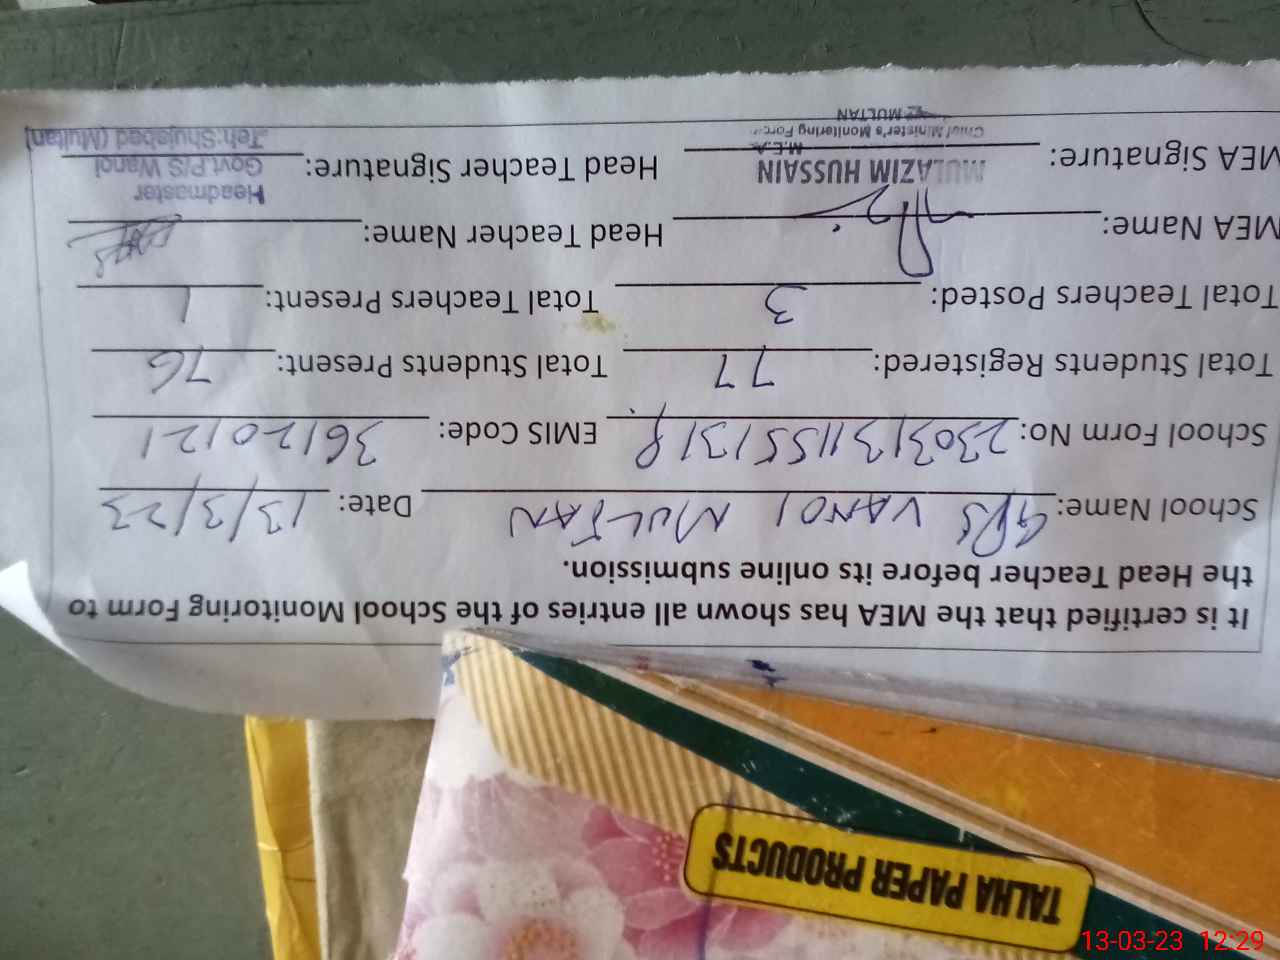 It is certified that the MEA has shown all entries of the School Monitoring Form to
the Head Teacher before its online submission.
School Name: GPS VANOI MULTAN Date: 13/3/23
School Form No: EMIS Code: 36120121
Total Students Registered: 77 Total Students Present: 76
Total Teachers Posted: 3 Total Teachers Present: 1
MEA Name: Head Teacher Name:
MEA Signature: Head Teacher Signature:
MULAZIM HUSSAIN
M.E.A
Chief Minister's Monitoring Force
MULTAN
Headmaster
Govt.P/S Wanoi
Teh:Shujabad (Multan)
TALHA PAPER PRODUCTS
13-03-23 12:29